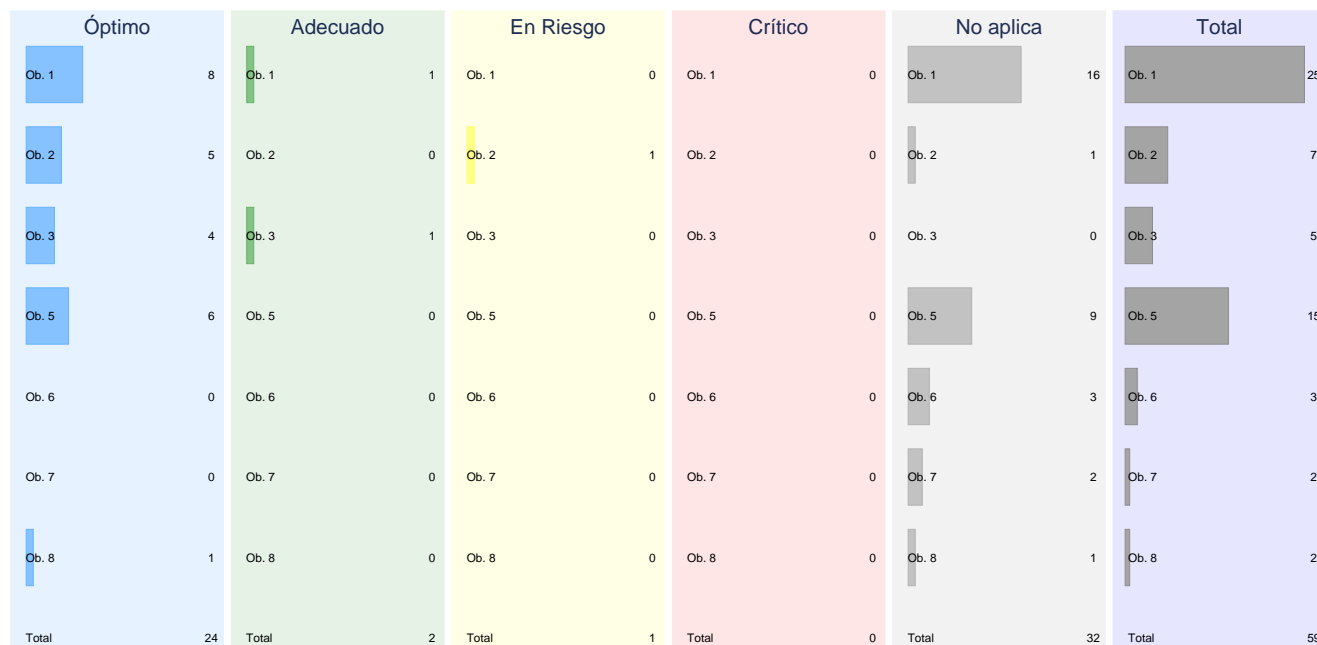 Óptimo Adecuado En Riesgo Crítico No aplica Total
Ob. 1 8 Ob. 1 1 Ob. 1 0 Ob. 1 0 Ob. 1 16 Ob. 1 25
Ob. 2 5 Ob. 2 0 Ob. 2 1 Ob. 2 0 Ob. 2 1 Ob. 2 7
Ob. 3 4 Ob. 3 1 Ob. 3 0 Ob. 3 0 Ob. 3 0 Ob. 3 5
Ob. 5 6 Ob. 5 0 Ob. 5 0 Ob. 5 0 Ob. 5 9 Ob. 5 15
Ob. 6 0 Ob. 6 0 Ob. 6 0 Ob. 6 0 Ob. 6 3 Ob. 6 3
Ob. 7 0 Ob. 7 0 Ob. 7 0 Ob. 7 0 Ob. 7 2 Ob. 7 2
Ob. 8 1 Ob. 8 0 Ob. 8 0 Ob. 8 0 Ob. 8 1 Ob. 8 2
Total 24 Total 2 Total 1 Total 0 Total 32 Total 59